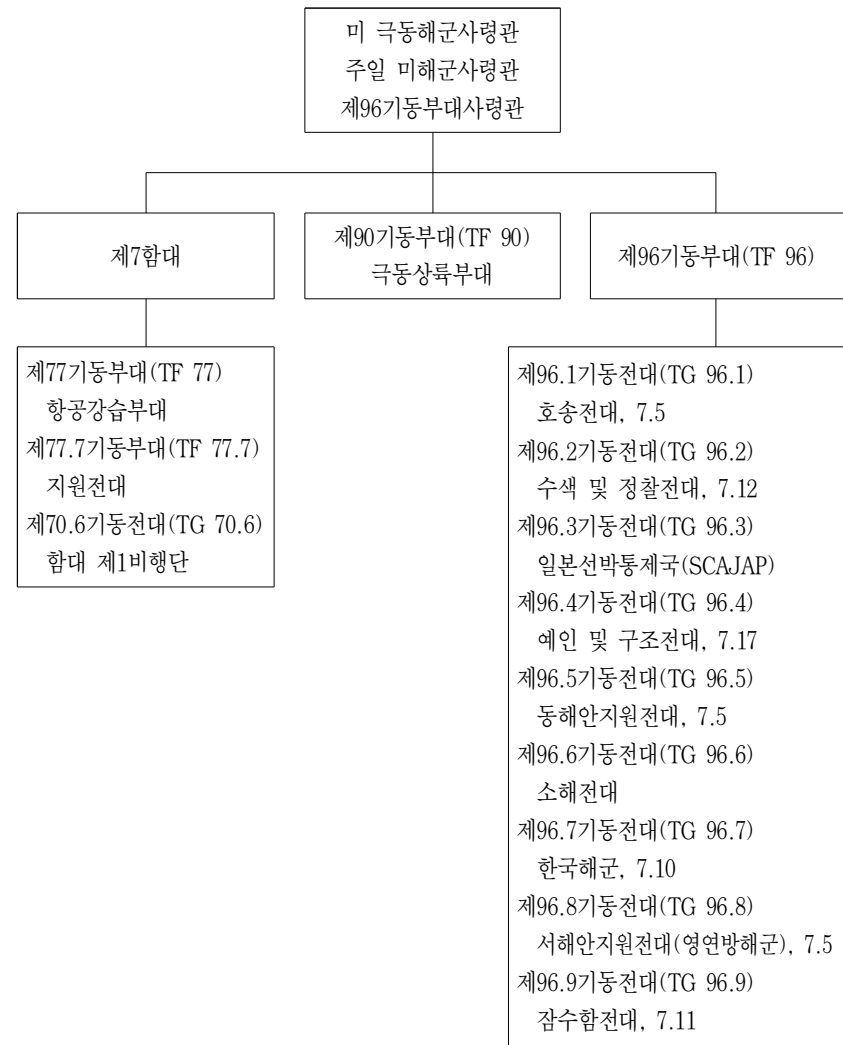 미 극동해군사령관
주일 미해군사령관
제96기동부대사령관
제7함대
제90기동부대(TF 90)
극동상륙부대
제96기동부대(TF 96)
제77기동부대(TF 77)
항공강습부대
제77.7기동부대(TF 77.7)
지원전대
제70.6기동전대(TG 70.6)
함대 제1비행단
제96.1기동전대(TG 96.1)
호송전대, 7.5
제96.2기동전대(TG 96.2)
수색 및 정찰전대, 7.12
제96.3기동전대(TG 96.3)
일본선박통제국(SCAJAP)
제96.4기동전대(TG 96.4)
예인 및 구조전대, 7.17
제96.5기동전대(TG 96.5)
동해안지원전대, 7.5
제96.6기동전대(TG 96.6)
소해전대
제96.7기동전대(TG 96.7)
한국해군, 7.10
제96.8기동전대(TG 96.8)
서해안지원전대(영연방해군), 7.5
제96.9기동전대(TG 96.9)
잠수함전대, 7.11